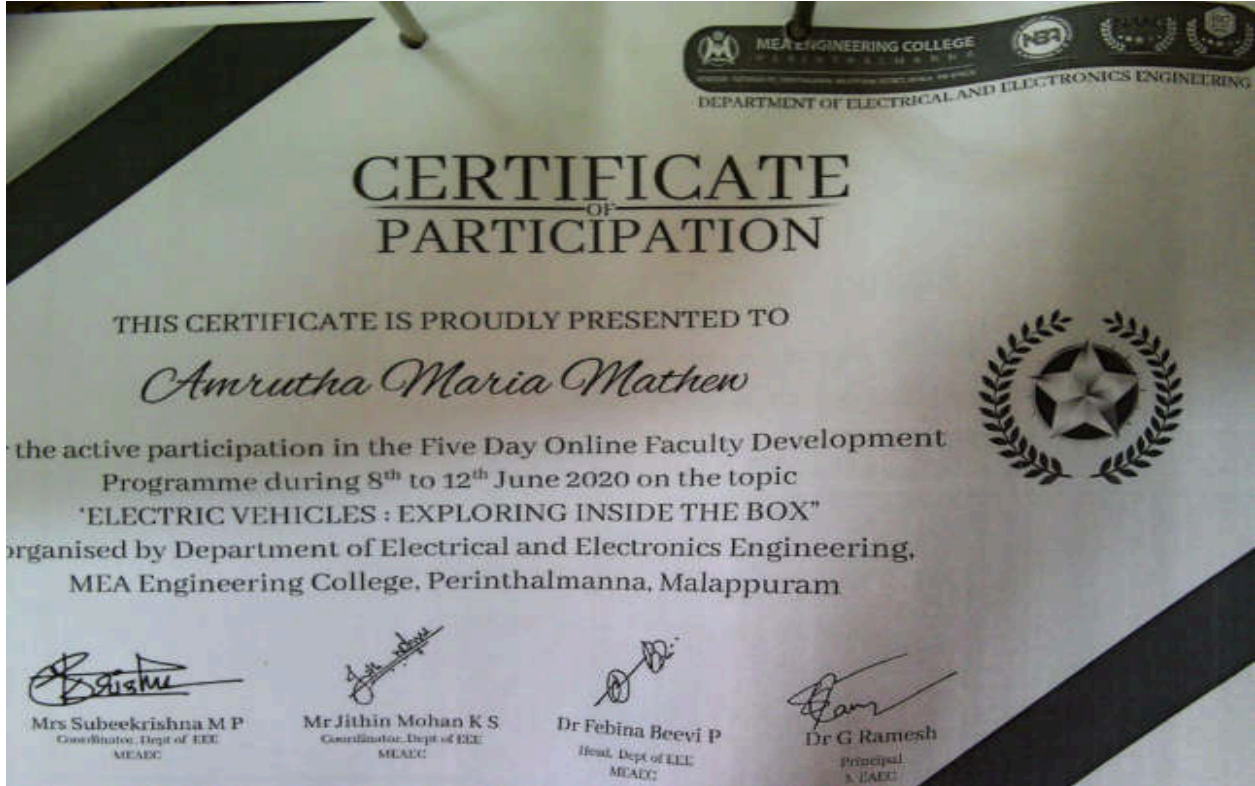 MEA ENGINEERING COLLEGE
PERINTHALMANNA
DEPARTMENT OF ELECTRICAL AND ELECTRONICS ENGINEERING
CERTIFICATE
OF
PARTICIPATION
THIS CERTIFICATE IS PROUDLY PRESENTED TO
Amrutha Maria Mathew
the active participation in the Five Day Online Faculty Development
Programme during 8th to 12th June 2020 on the topic
"ELECTRIC VEHICLES : EXPLORING INSIDE THE BOX"
organised by Department of Electrical and Electronics Engineering,
MEA Engineering College, Perinthalmanna, Malappuram
Mrs Subeekrishna M P
Coordinator, Dept of EEE
MEAEC
Mr Jithin Mohan K S
Coordinator, Dept of EEE
MEAEC
Dr Febina Beevi P
Head, Dept of EEE
MEAEC
Dr G Ramesh
Principal